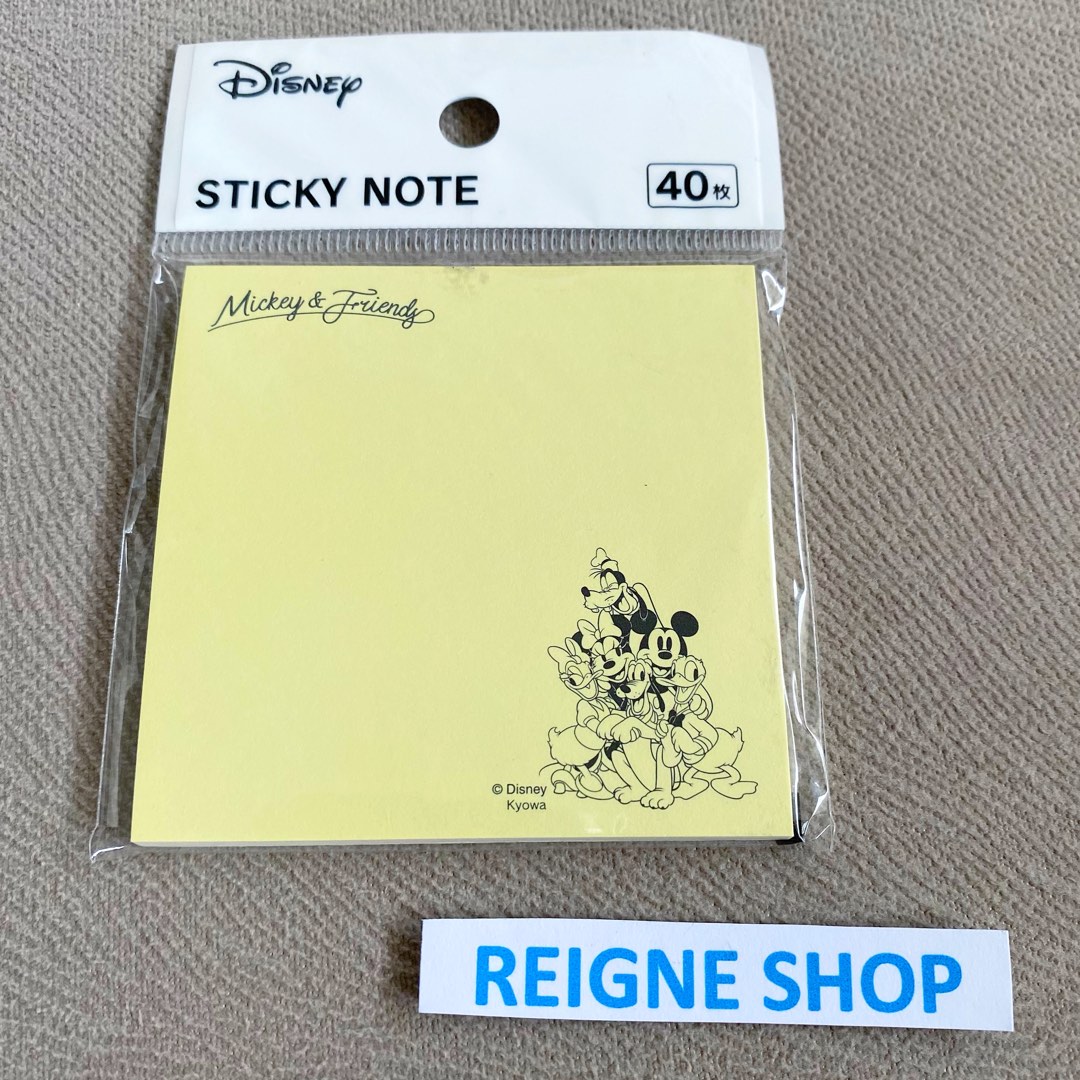 Disney
STICKY NOTE
40枚
Mickey & Friends
© Disney
Kyowa
REIGNE SHOP